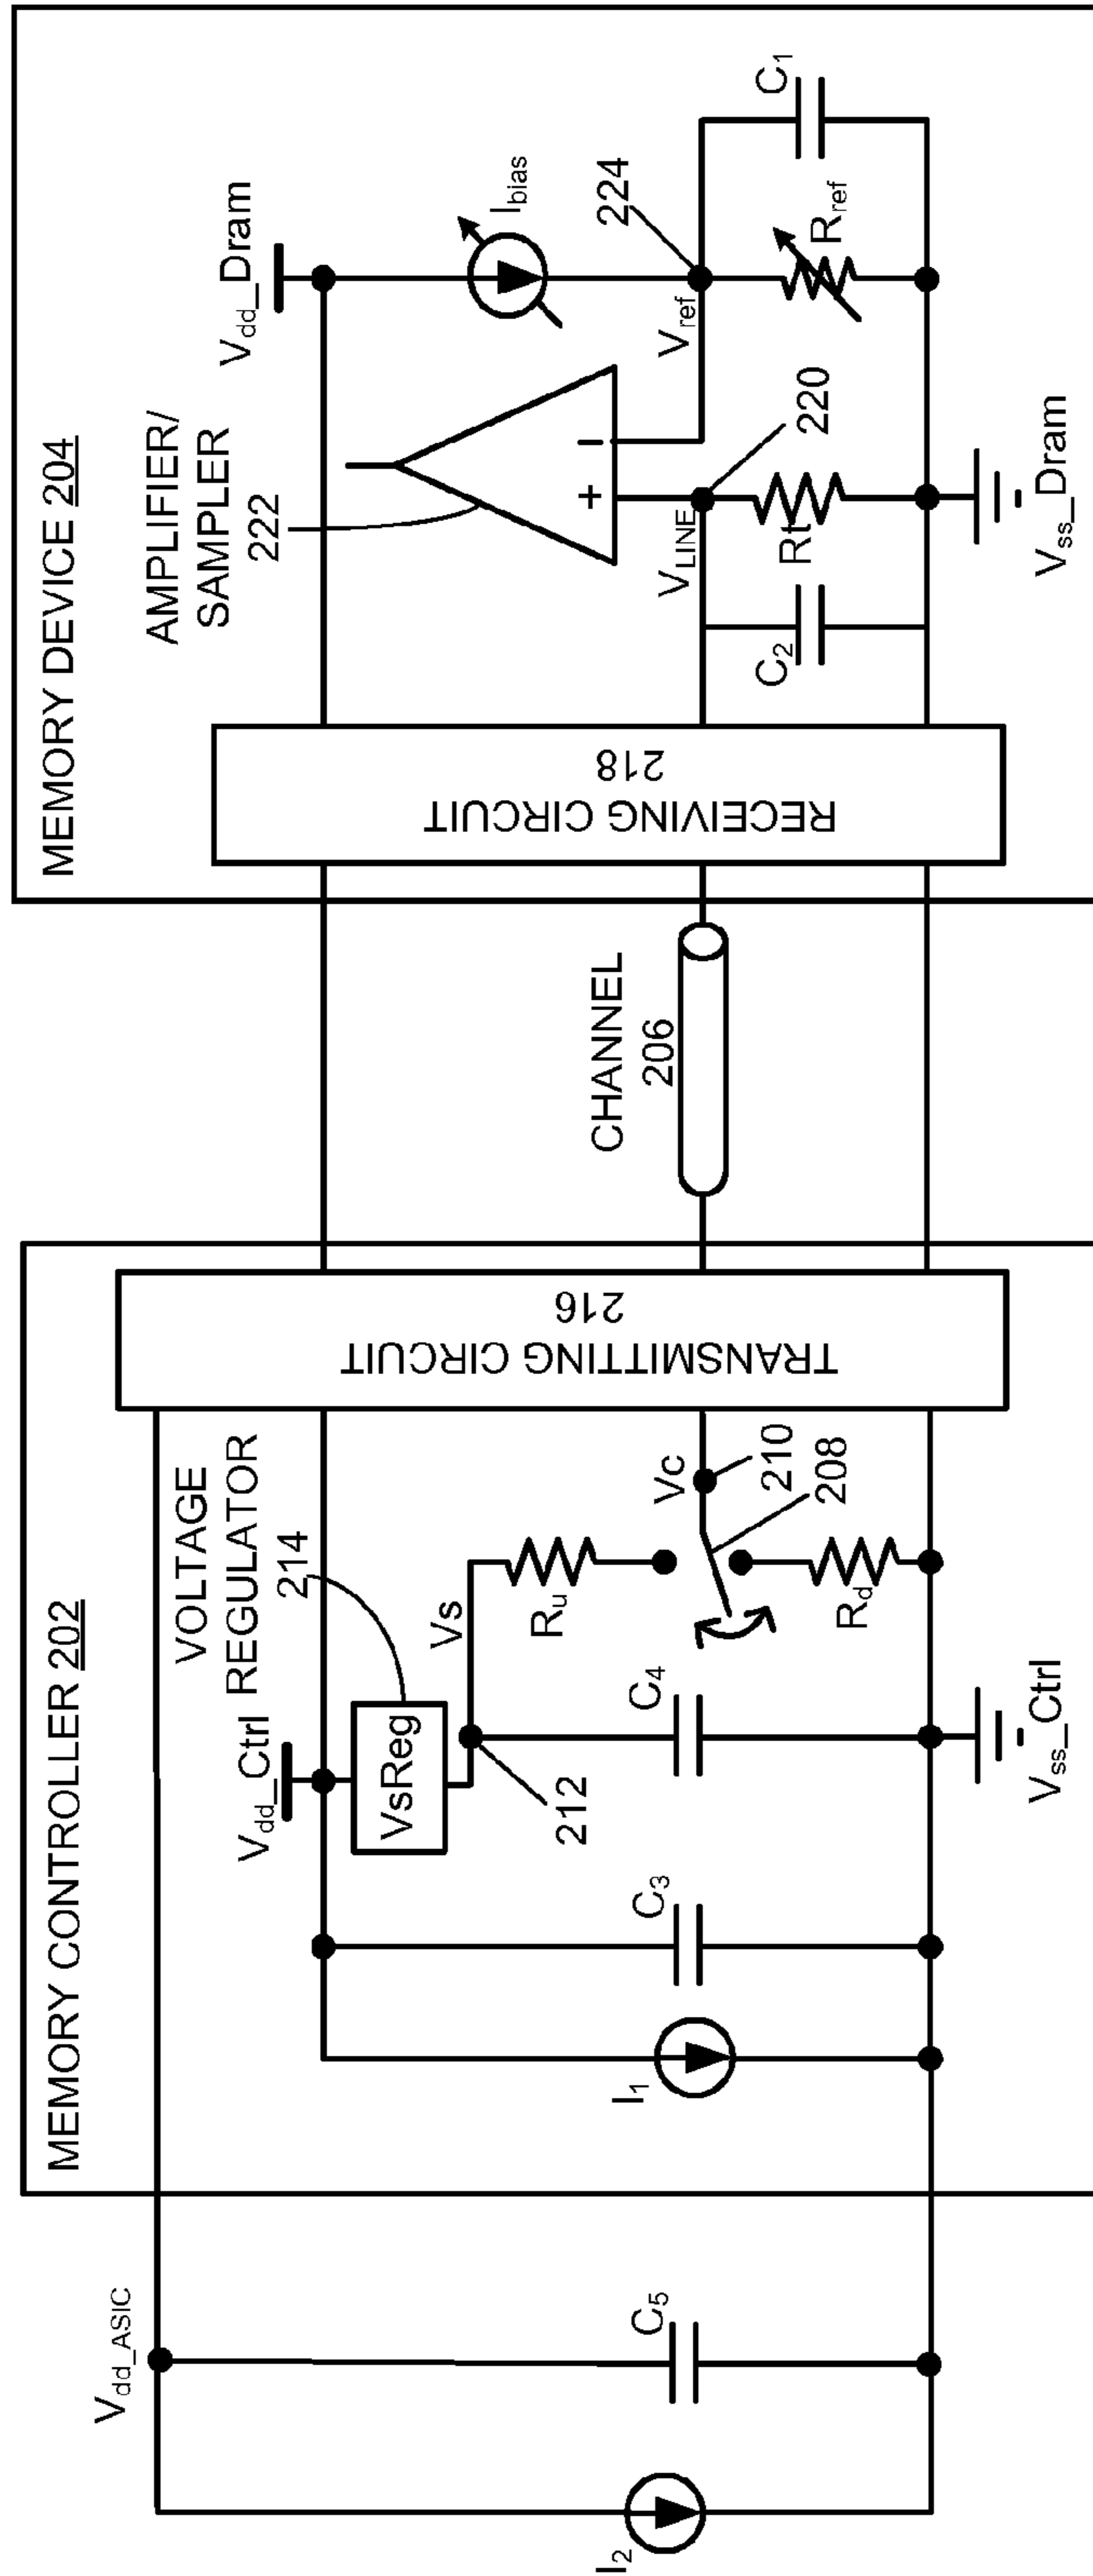 MEMORY CONTROLLER 202
MEMORY DEVICE 204
Vdd_ASIC
I2
C5
I1
C3
Vdd_Ctrl
VOLTAGE
REGULATOR
214
VsReg
Vs
212
C4
Ru
Rd
Vc
210
208
Vss_Ctrl
TRANSMITTING CIRCUIT
216
CHANNEL
206
RECEIVING CIRCUIT
218
AMPLIFIER/
SAMPLER
222
+
−
VLINE
C2
Rt
220
Vss_Dram
Vdd_Dram
Ibias
224
Vref
Rref
C1